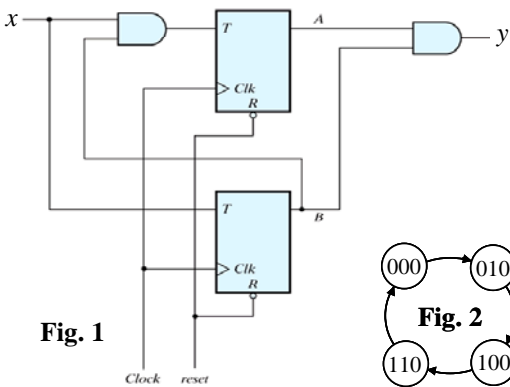 x
T
A
y
Clk
R
T
B
Clk
R
000
010
Fig. 1
Fig. 2
110
100
Clock
reset